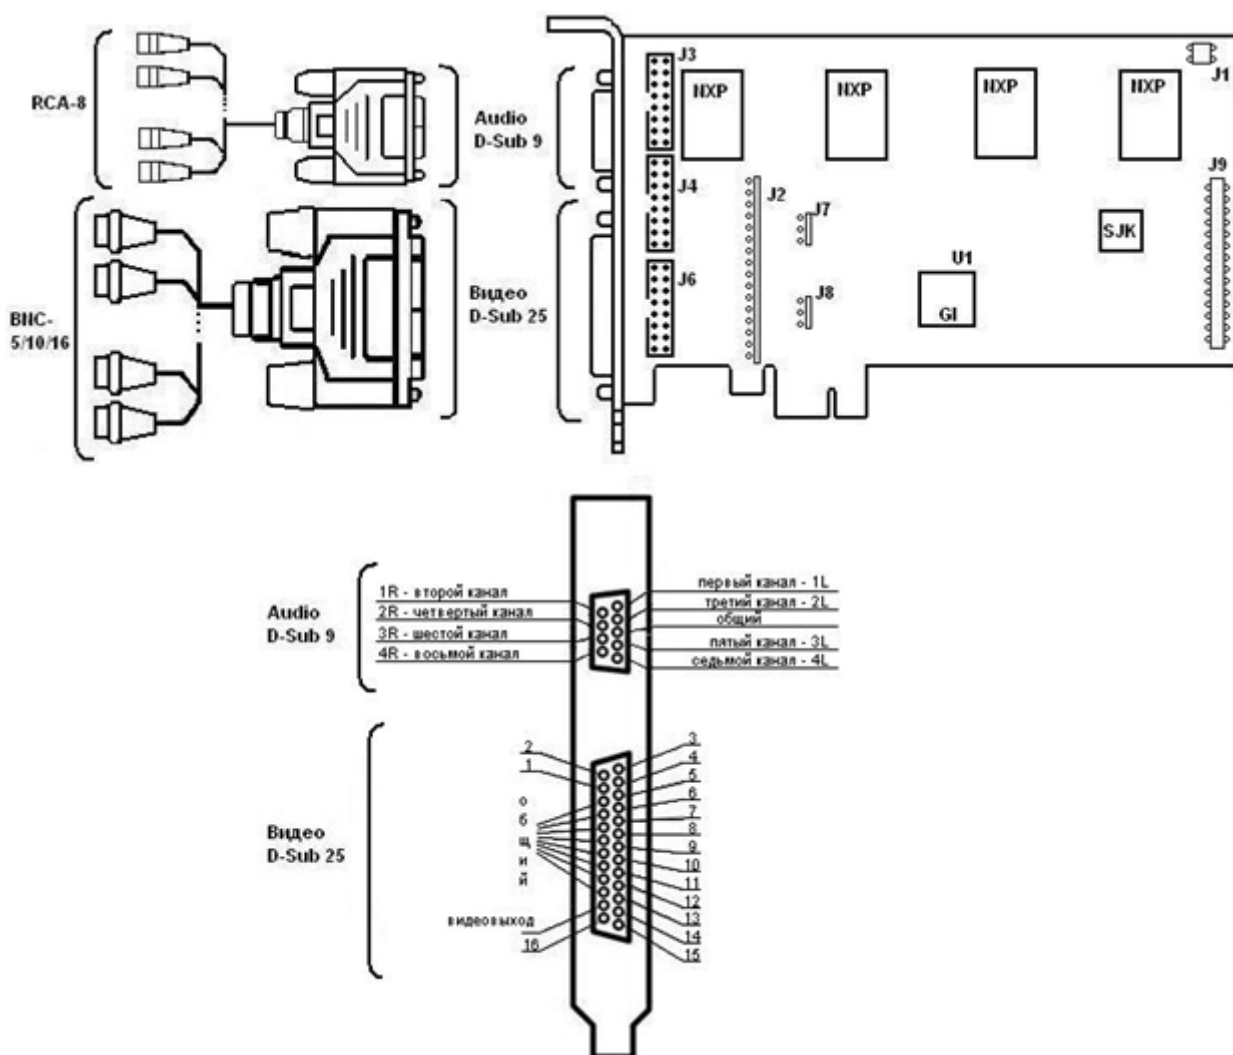 RCA-8
Audio
D-Sub 9
BNC-
5/10/16
Видео
D-Sub 25
J3
J4
J6
J2
J7
J8
NXP
NXP
NXP
NXP
J1
J9
SJK
U1
GI
Audio
D-Sub 9
1R - второй канал
2R - четвертый канал
3R - шестой канал
4R - восьмой канал
первый канал - 1L
третий канал - 2L
общий
пятый канал - 3L
седьмой канал - 4L
Видео
D-Sub 25
2
1
о
б
щ
и
й
видеовыход
16
3
4
5
6
7
8
9
10
11
12
13
14
15